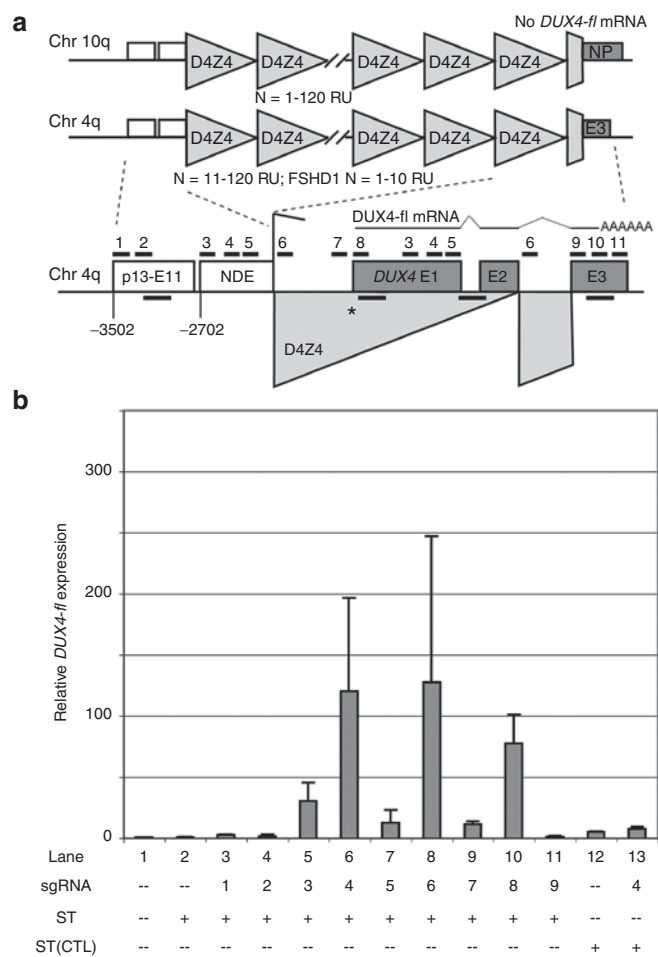 a
No DUX4-fl mRNA
Chr 10q
D4Z4 D4Z4 D4Z4 D4Z4 D4Z4 NP
N = 1-120 RU
Chr 4q
D4Z4 D4Z4 D4Z4 D4Z4 D4Z4 E3
N = 11-120 RU; FSHD1 N = 1-10 RU
DUX4-fl mRNA AAAAAA
1 2 3 4 5 6 7 8 3 4 5 6 9 10 11
Chr 4q p13-E11 NDE DUX4 E1 E2 E3
*
–3502 –2702
D4Z4
b
300
200
100
0
Relative DUX4-fl expression
Lane 1 2 3 4 5 6 7 8 9 10 11 12 13
sgRNA -- -- 1 2 3 4 5 6 7 8 9 -- 4
ST -- + + + + + + + + + + -- --
ST(CTL) -- -- -- -- -- -- -- -- -- -- -- + +